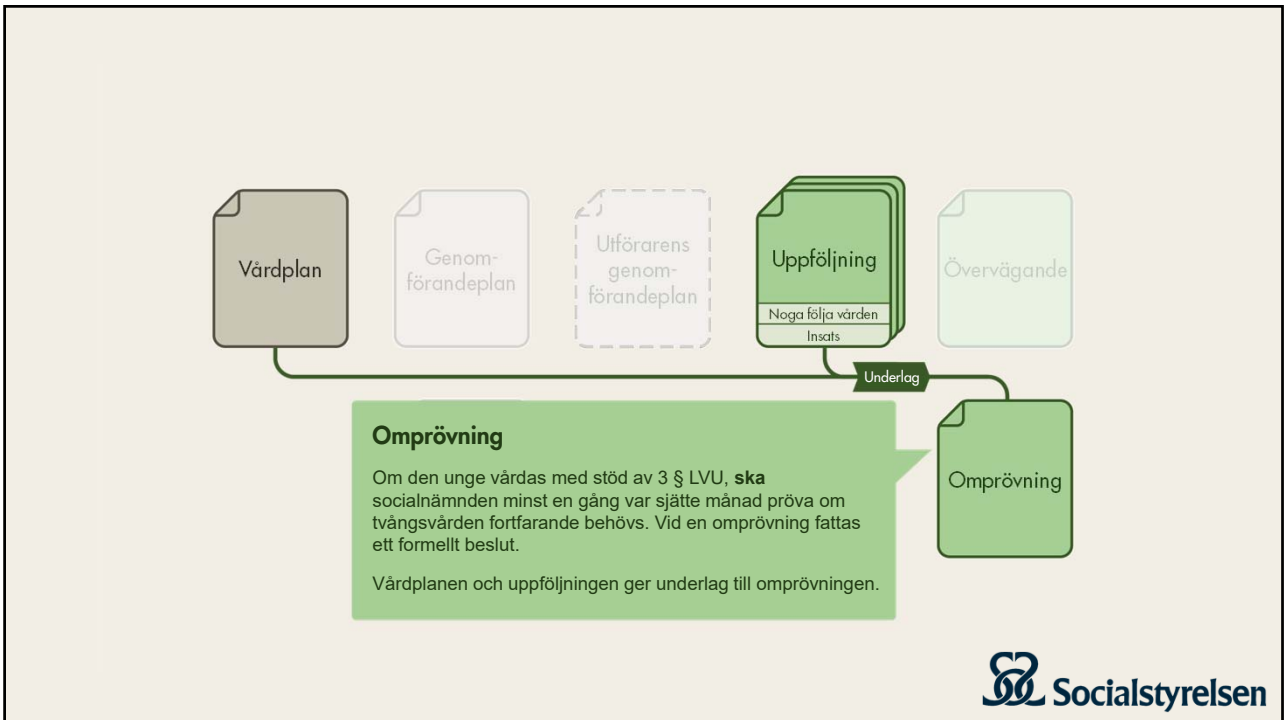 Vårdplan
Genom-
förandeplan
Utförarens
genom-
förandeplan
Uppföljning
Noga följa vården
Insats
Övervägande
Underlag
Omprövning
Om den unge vårdas med stöd av 3 § LVU, ska
socialnämnden minst en gång var sjätte månad pröva om
tvångsvården fortfarande behövs. Vid en omprövning fattas
ett formellt beslut.
Vårdplanen och uppföljningen ger underlag till omprövningen.
Omprövning
Socialstyrelsen